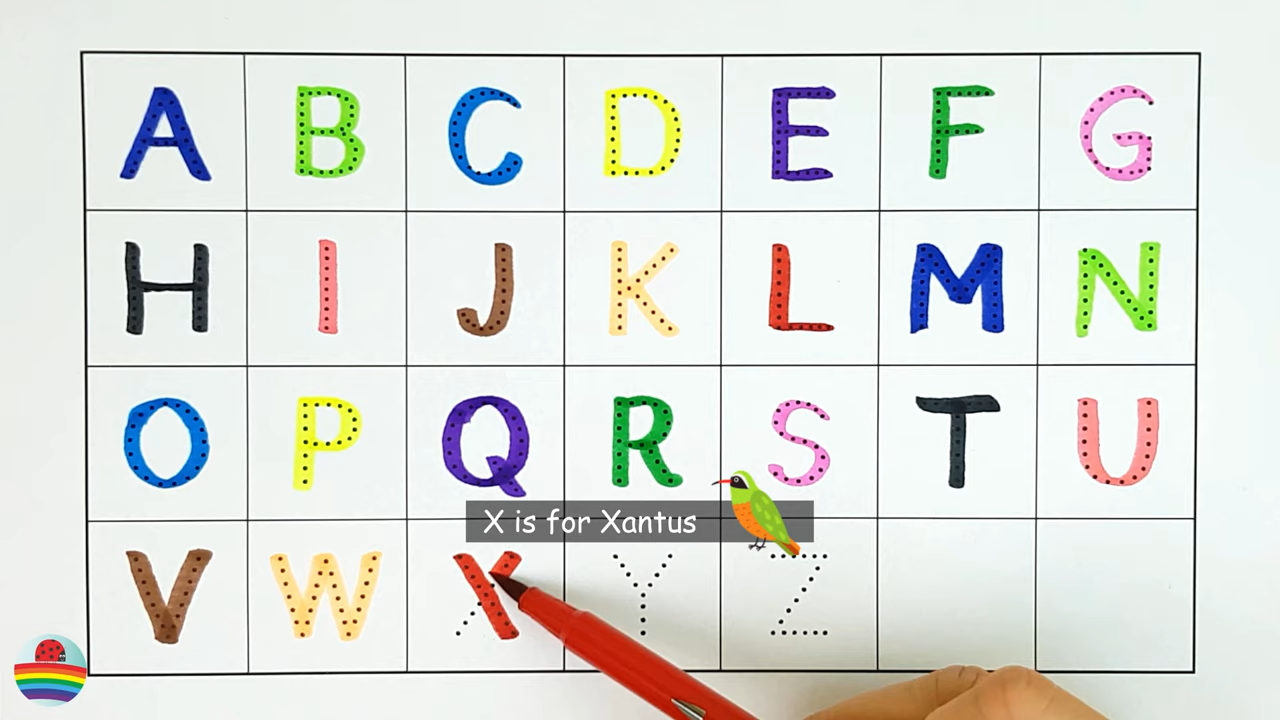 A B C D E F G
H I J K L M N
O P Q R S T U
X is for Xantus
V W X Y Z